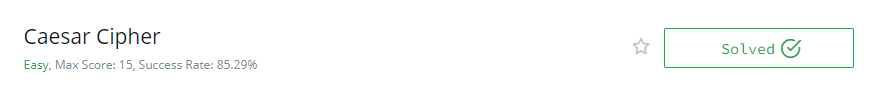 Caesar Cipher
Solved
Easy, Max Score: 15, Success Rate: 85.29%